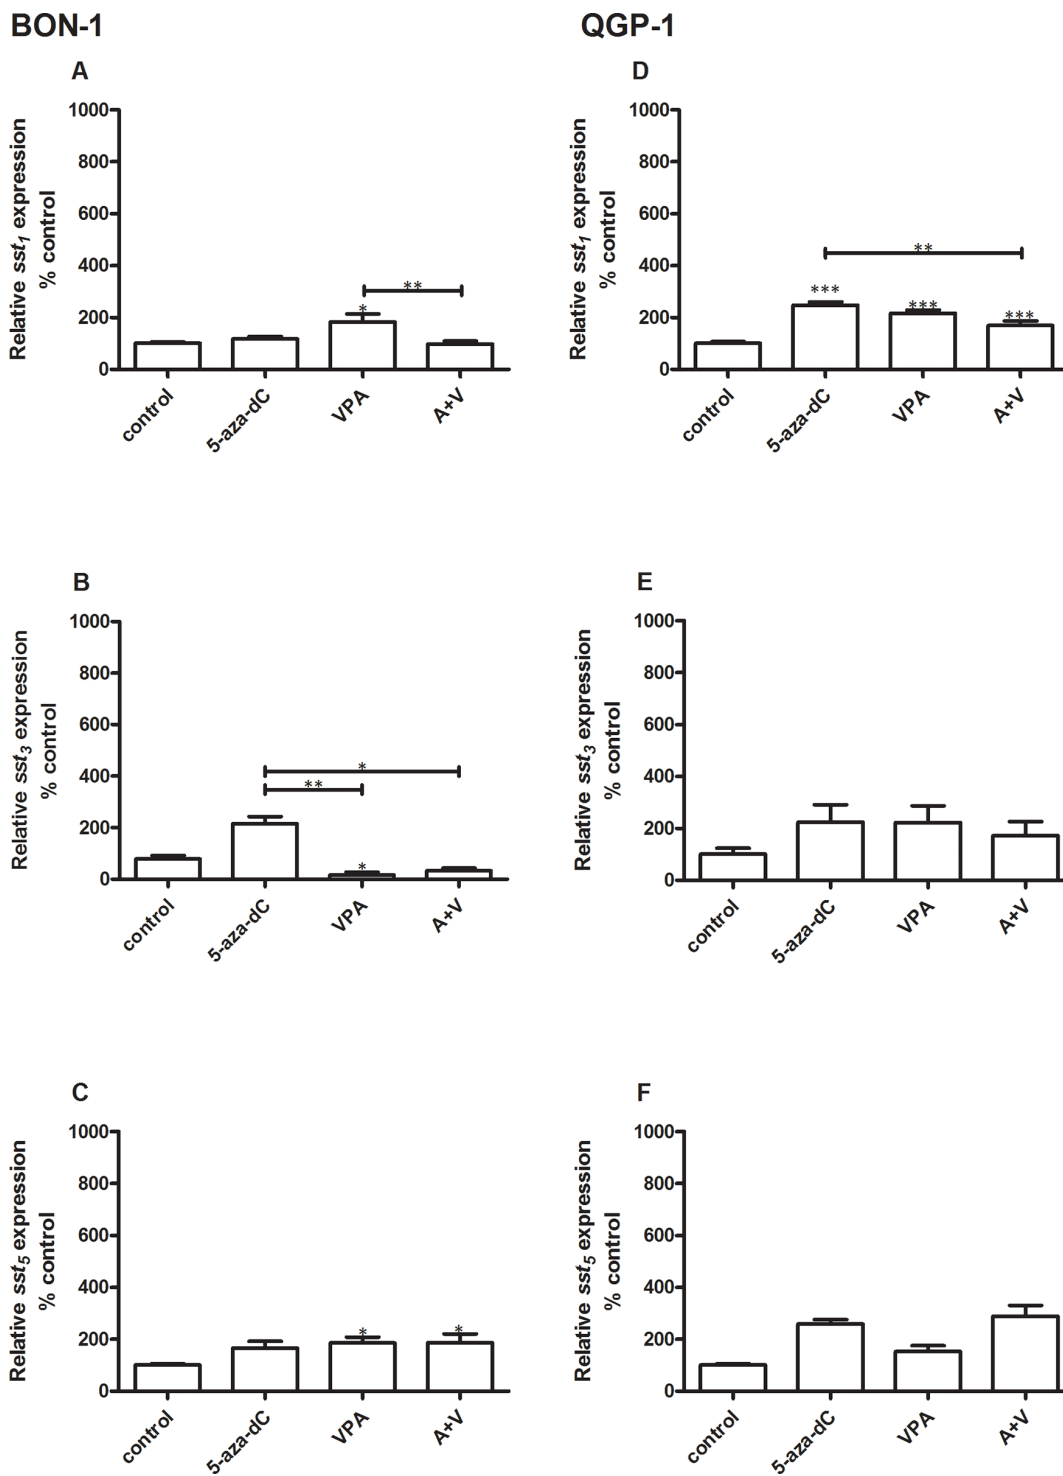 BON-1
QGP-1
A
Relative sst1 expression
% control
1000
800
600
400
200
0
**
*
control
5-aza-dC
VPA
A+V
D
Relative sst1 expression
% control
1000
800
600
400
200
0
**
***
***
***
control
5-aza-dC
VPA
A+V
B
Relative sst3 expression
% control
1000
800
600
400
200
0
*
**
*
control
5-aza-dC
VPA
A+V
E
Relative sst3 expression
% control
1000
800
600
400
200
0
control
5-aza-dC
VPA
A+V
C
Relative sst5 expression
% control
1000
800
600
400
200
0
*
*
control
5-aza-dC
VPA
A+V
F
Relative sst5 expression
% control
1000
800
600
400
200
0
control
5-aza-dC
VPA
A+V